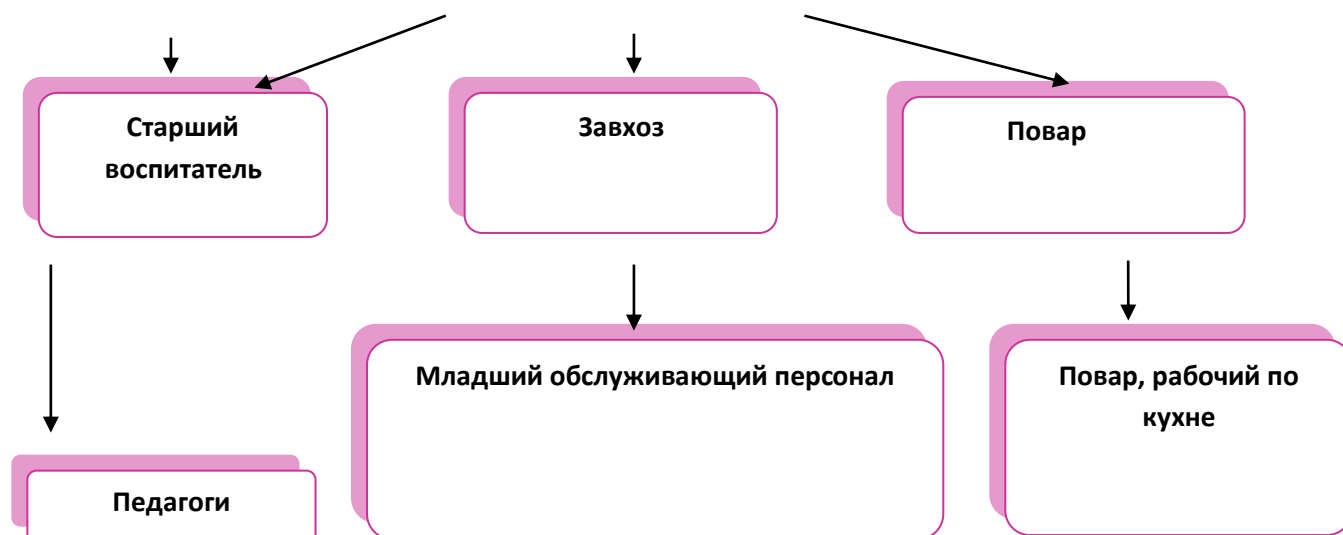 Старший
воспитатель
Завхоз
Повар
Младший обслуживающий персонал
Повар, рабочий по
кухне
Педагоги